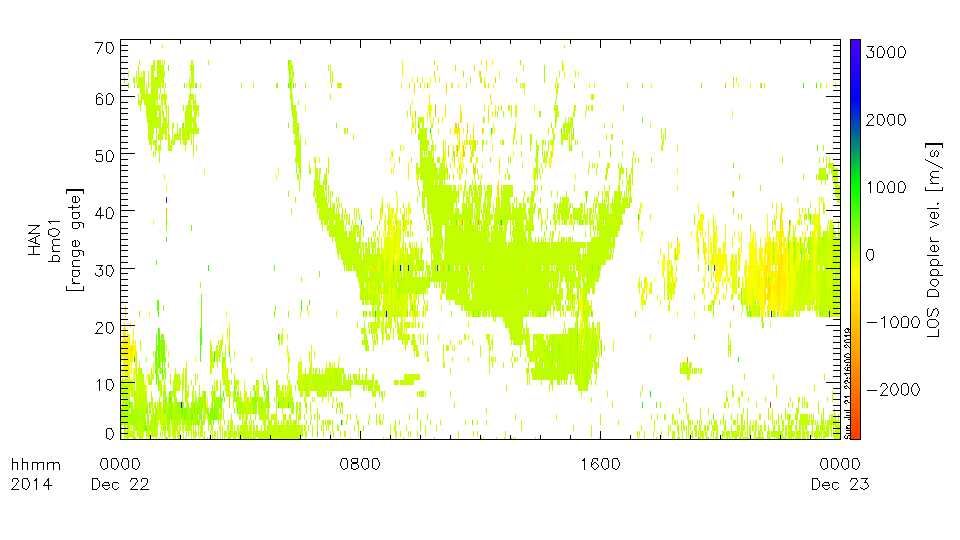 70
60
50
40
30
20
10
0
HAN
bm01
[range gate]
3000
2000
1000
0
−1000
−2000
LOS Doppler vel. [m/s]
Sun Jul 21 22:16:00 2019
hhmm 0000 0800 1600 0000
2014 Dec 22 Dec 23